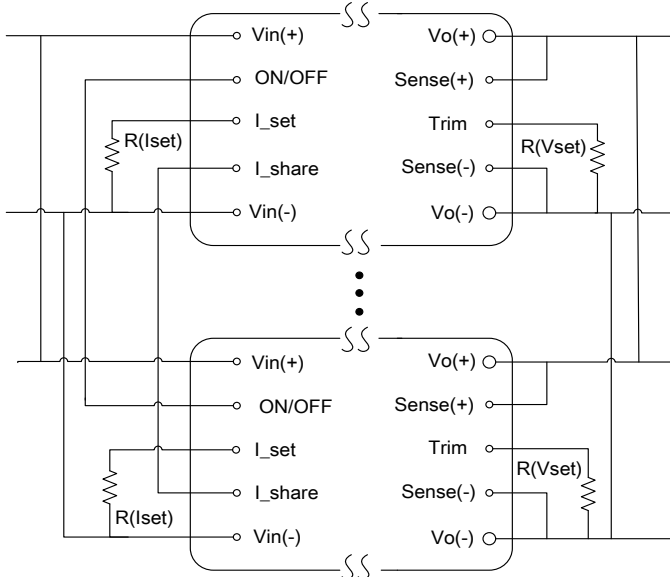 Vin(+)
Vo(+)
ON/OFF
Sense(+)
I_set
Trim
R(Iset)
R(Vset)
I_share
Sense(-)
Vin(-)
Vo(-)
Vin(+)
Vo(+)
ON/OFF
Sense(+)
I_set
Trim
R(Vset)
I_share
Sense(-)
R(Iset)
Vin(-)
Vo(-)